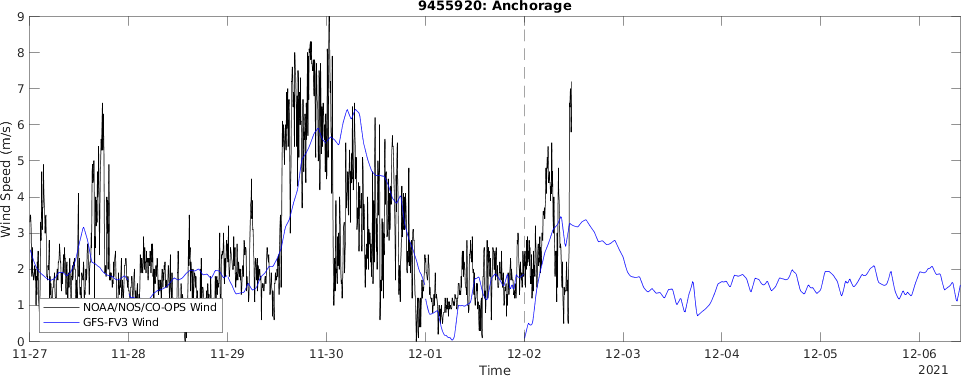 9455920: Anchorage
9
8
7
6
5
4
3
2
1
0
Wind Speed (m/s)
NOAA/NOS/CO-OPS Wind
GFS-FV3 Wind
11-27 11-28 11-29 11-30 12-01 12-02 12-03 12-04 12-05 12-06
Time
2021